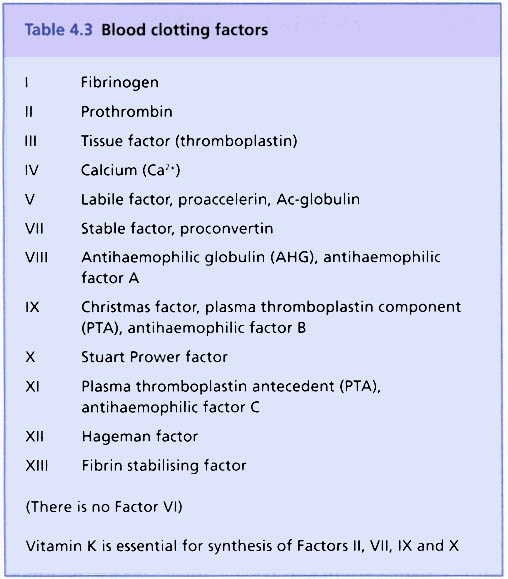 Table 4.3 Blood clotting factors
I Fibrinogen
II Prothrombin
III Tissue factor (thromboplastin)
IV Calcium (Ca²⁺)
V Labile factor, proaccelerin, Ac-globulin
VII Stable factor, proconvertin
VIII Antihaemophilic globulin (AHG), antihaemophilic
factor A
IX Christmas factor, plasma thromboplastin component
(PTA), antihaemophilic factor B
X Stuart Prower factor
XI Plasma thromboplastin antecedent (PTA),
antihaemophilic factor C
XII Hageman factor
XIII Fibrin stabilising factor
(There is no Factor VI)
Vitamin K is essential for synthesis of Factors II, VII, IX and X